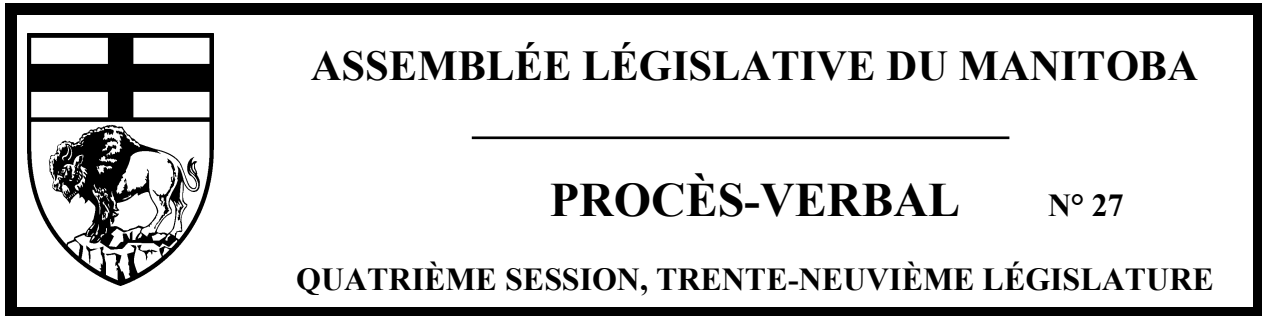 ASSEMBLÉE LÉGISLATIVE DU MANITOBA
PROCÈS-VERBAL N° 27
QUATRIÈME SESSION, TRENTE-NEUVIÈME LÉGISLATURE